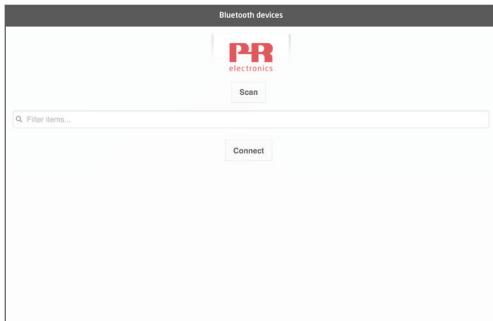 Bluetooth devices
PR
electronics
Scan
Filter items...
Connect